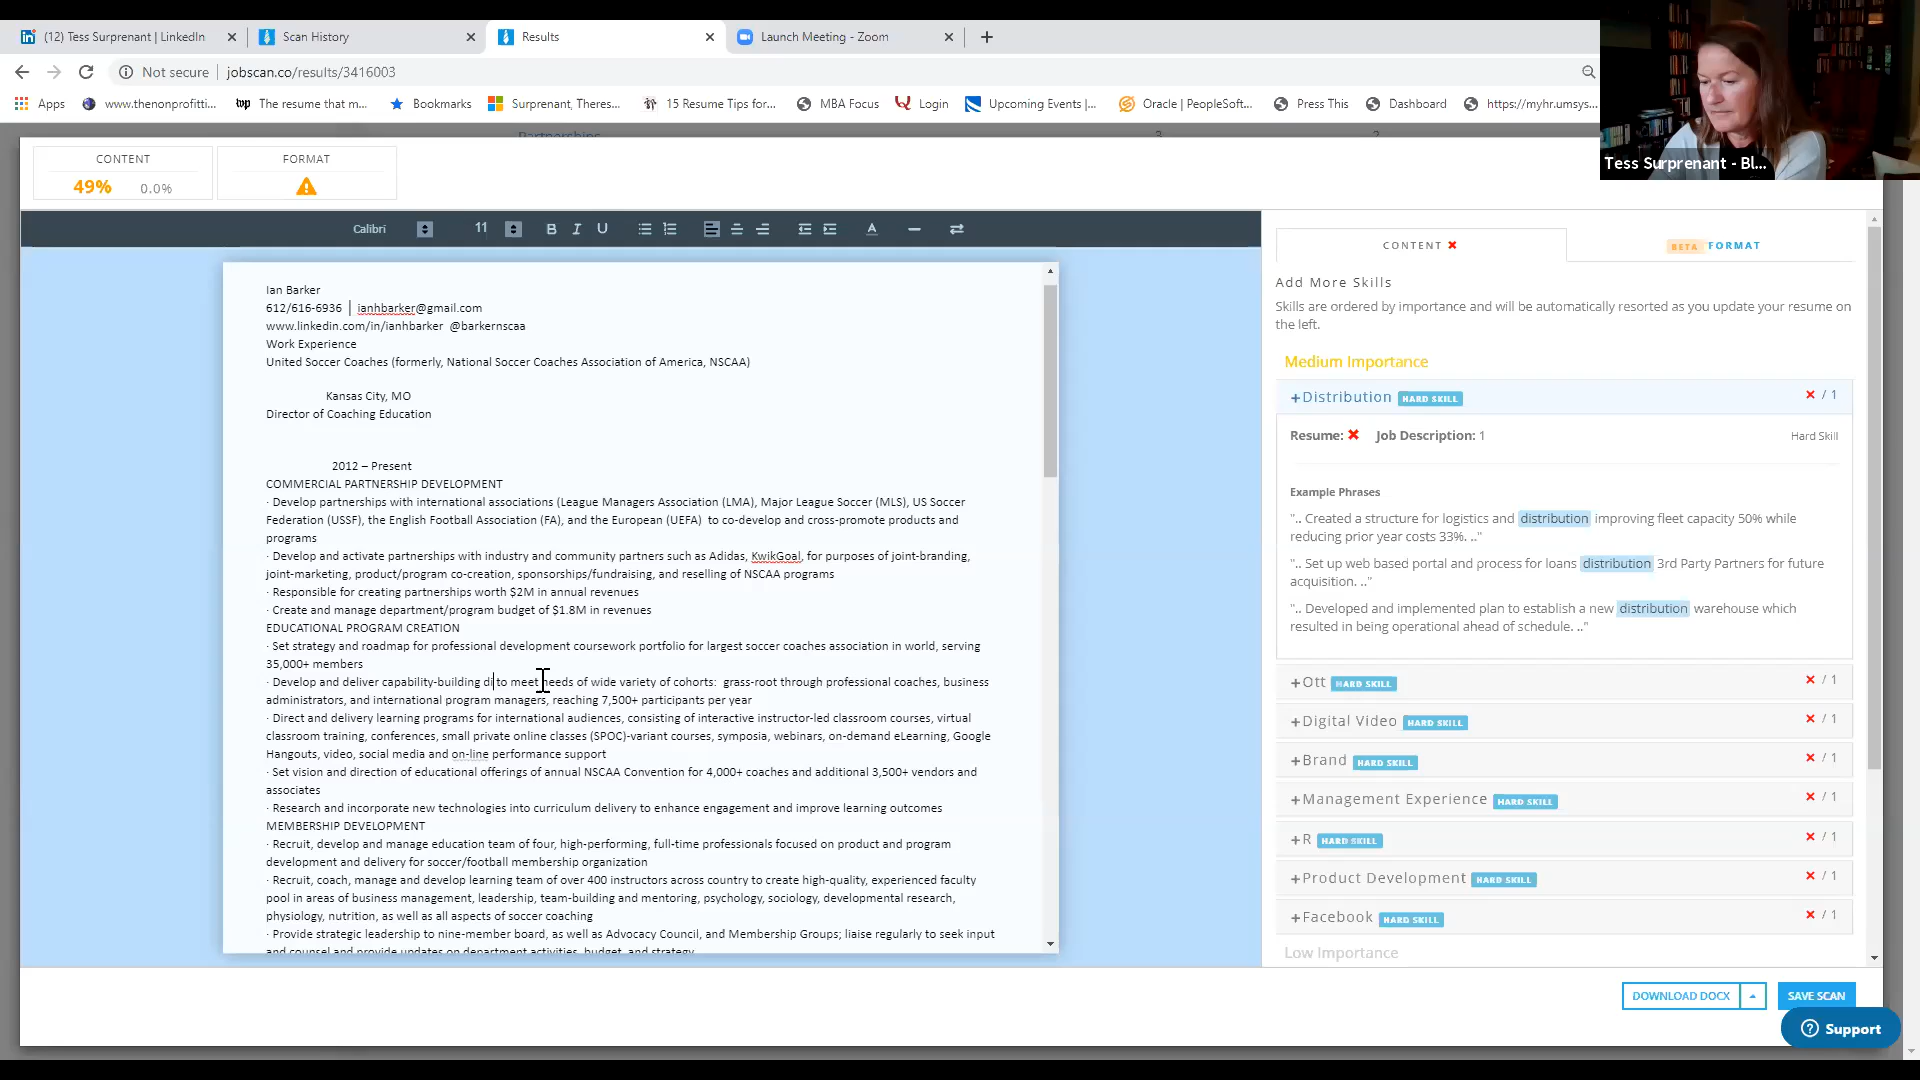 (12) Tess Surprenant | LinkedIn
Scan History
Results
Launch Meeting - Zoom
Not secure
jobscan.co/results/3416003
Apps
www.thenonprofitti...
The resume that m...
Bookmarks
Surprenant, Theres...
15 Resume Tips for...
MBA Focus
Login
Upcoming Events |...
Oracle | PeopleSoft...
Press This
Dashboard
https://myhr.umsys...
Tess Surprenant - Bl...
Partnerships 3 2
CONTENT
49% 0.0%
FORMAT
Calibri 11 B I U A
Ian Barker
612/616-6936 | ianhbarker@gmail.com
www.linkedin.com/in/ianhbarker @barkernscaa
Work Experience
United Soccer Coaches (formerly, National Soccer Coaches Association of America, NSCAA)
Kansas City, MO
Director of Coaching Education
2012 – Present
COMMERCIAL PARTNERSHIP DEVELOPMENT
· Develop partnerships with international associations (League Managers Association (LMA), Major League Soccer (MLS), US Soccer
Federation (USSF), the English Football Association (FA), and the European (UEFA) to co-develop and cross-promote products and
programs
· Develop and activate partnerships with industry and community partners such as Adidas, KwikGoal, for purposes of joint-branding,
joint-marketing, product/program co-creation, sponsorships/fundraising, and reselling of NSCAA programs
· Responsible for creating partnerships worth $2M in annual revenues
· Create and manage department/program budget of $1.8M in revenues
EDUCATIONAL PROGRAM CREATION
· Set strategy and roadmap for professional development coursework portfolio for largest soccer coaches association in world, serving
35,000+ members
· Develop and deliver capability-building di to meet needs of wide variety of cohorts: grass-root through professional coaches, business
administrators, and international program managers, reaching 7,500+ participants per year
· Direct and delivery learning programs for international audiences, consisting of interactive instructor-led classroom courses, virtual
classroom training, conferences, small private online classes (SPOC)-variant courses, symposia, webinars, on-demand eLearning, Google
Hangouts, video, social media and on-line performance support
· Set vision and direction of educational offerings of annual NSCAA Convention for 4,000+ coaches and additional 3,500+ vendors and
associates
· Research and incorporate new technologies into curriculum delivery to enhance engagement and improve learning outcomes
MEMBERSHIP DEVELOPMENT
· Recruit, develop and manage education team of four, high-performing, full-time professionals focused on product and program
development and delivery for soccer/football membership organization
· Recruit, coach, manage and develop learning team of over 400 instructors across country to create high-quality, experienced faculty
pool in areas of business management, leadership, team-building and mentoring, psychology, sociology, developmental research,
physiology, nutrition, as well as all aspects of soccer coaching
· Provide strategic leadership to nine-member board, as well as Advocacy Council, and Membership Groups; liaise regularly to seek input
and counsel and provide updates on department activities, budget, and strategy
CONTENT
BETA FORMAT
Add More Skills
Skills are ordered by importance and will be automatically resorted as you update your resume on
the left.
Medium Importance
+Distribution HARD SKILL / 1
Resume: Job Description: 1 Hard Skill
Example Phrases
".. Created a structure for logistics and distribution improving fleet capacity 50% while
reducing prior year costs 33%. .."
".. Set up web based portal and process for loans distribution 3rd Party Partners for future
acquisition. .."
".. Developed and implemented plan to establish a new distribution warehouse which
resulted in being operational ahead of schedule. .."
+Ott HARD SKILL / 1
+Digital Video HARD SKILL / 1
+Brand HARD SKILL / 1
+Management Experience HARD SKILL / 1
+R HARD SKILL / 1
+Product Development HARD SKILL / 1
+Facebook HARD SKILL / 1
Low Importance
DOWNLOAD DOCX
SAVE SCAN
Support